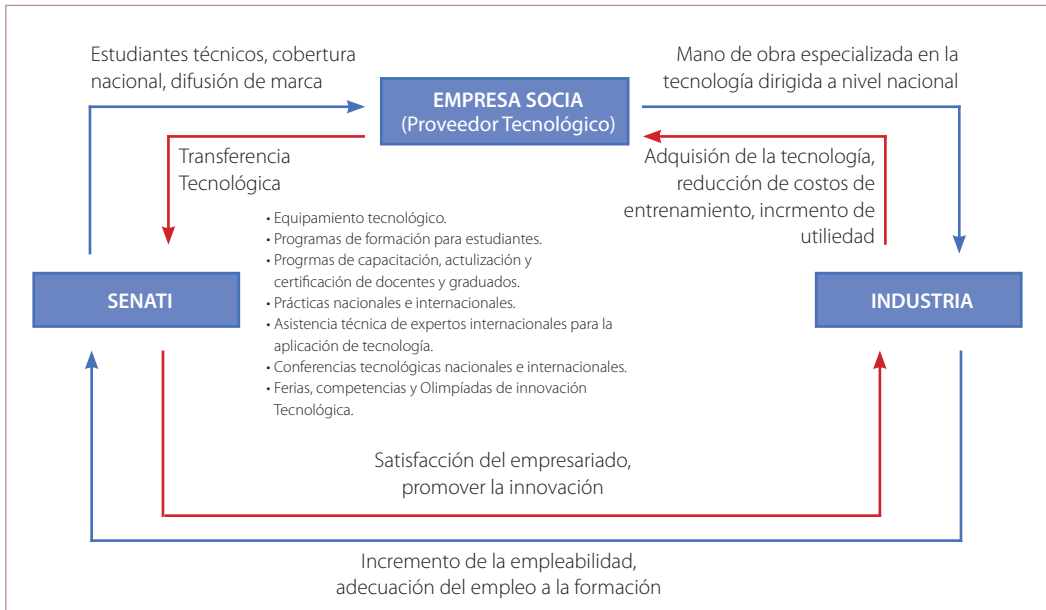 Estudiantes técnicos, cobertura
nacional, difusión de marca
EMPRESA SOCIA
(Proveedor Tecnológico)
Mano de obra especializada en la
tecnología dirigida a nivel nacional
Transferencia
Tecnológica
Adquisión de la tecnología,
reducción de costos de
entrenamiento, incrmento de
utiliedad
• Equipamiento tecnológico.
• Programas de formación para estudiantes.
• Progrmas de capacitación, actulización y
certificación de docentes y graduados.
• Prácticas nacionales e internacionales.
• Asistencia técnica de expertos internacionales para la
aplicación de tecnología.
• Conferencias tecnológicas nacionales e internacionales.
• Ferias, competencias y Olimpíadas de innovación
Tecnológica.
SENATI
INDUSTRIA
Satisfacción del empresariado,
promover la innovación
Incremento de la empleabilidad,
adecuación del empleo a la formación